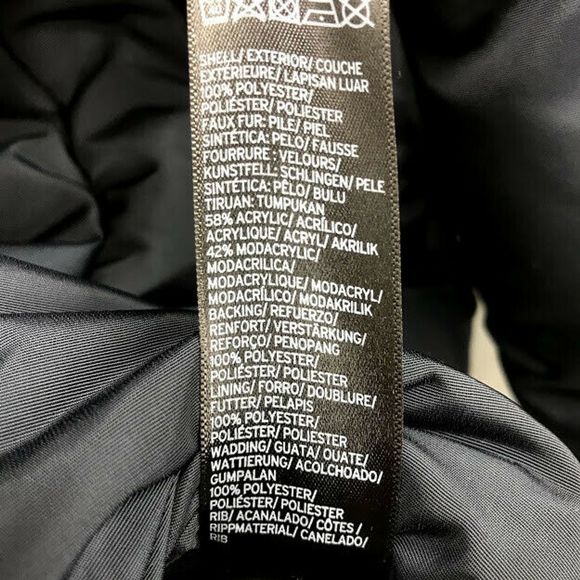 SHELL/ EXTERIOR/ COUCHE
EXTÉRIEURE/ LAPISAN LUAR
100% POLYESTER/
POLIÉSTER/ POLIESTER
FAUX FUR: PILE/ PIEL
SINTÉTICA: PELO/ FAUSSE
FOURRURE : VELOURS/
KUNSTFELL: SCHLINGEN/ PELE
SINTÉTICA: PÊLO/ BULU
TIRUAN: TUMPUKAN
58% ACRYLIC/ ACRÍLICO/
ACRYLIQUE/ ACRYL/ AKRILIK
42% MODACRYLIC/
MODACRILICA/
MODACRYLIQUE/ MODACRYL/
MODACRÍLICO/ MODAKRILIK
BACKING/ REFUERZO/
RENFORT/ VERSTÄRKUNG/
REFORÇO/ PENOPANG
100% POLYESTER/
POLIÉSTER/ POLIESTER
LINING/ FORRO/ DOUBLURE/
FUTTER/ PELAPIS
100% POLYESTER/
POLIÉSTER/ POLIESTER
WADDING/ GUATA/ OUATE/
WATTIERUNG/ ACOLCHOADO/
GUMPALAN
100% POLYESTER/
POLIÉSTER/ POLIESTER
RIB/ ACANALADO/ CÔTES/
RIPPMATERIAL/ CANELADO/
RIB